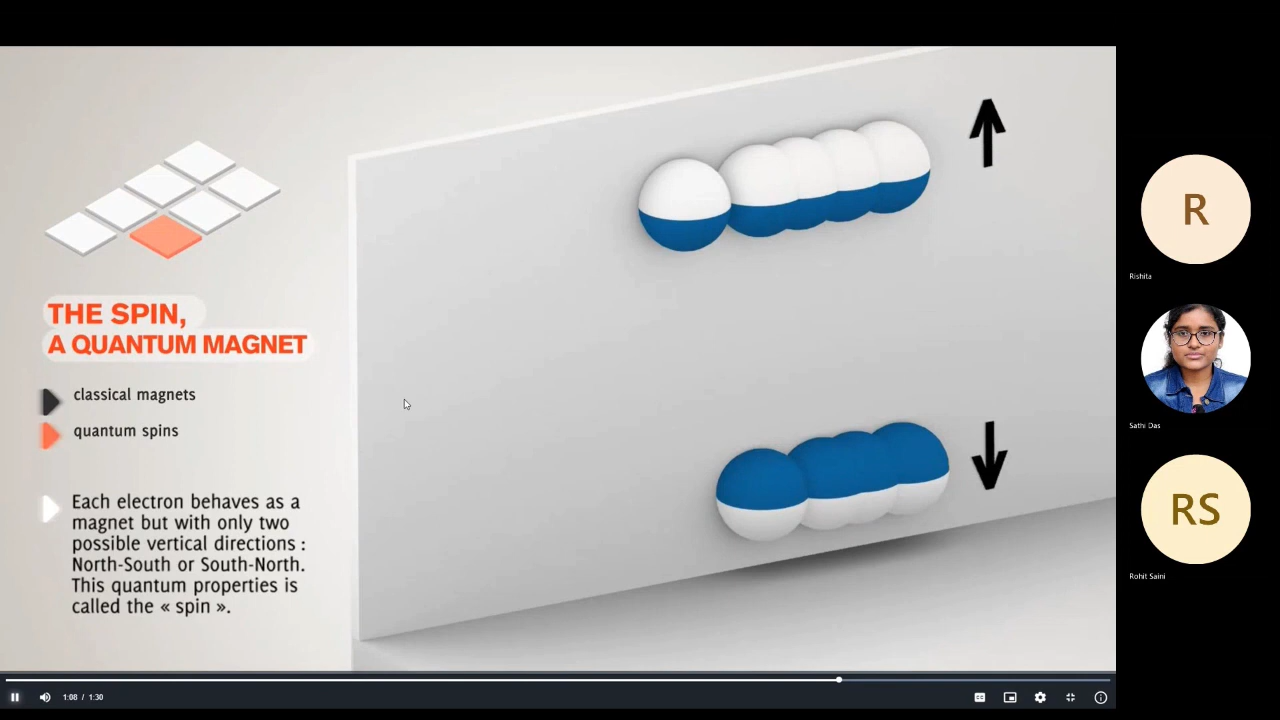 THE SPIN,
A QUANTUM MAGNET
classical magnets
quantum spins
Each electron behaves as a
magnet but with only two
possible vertical directions :
North-South or South-North.
This quantum properties is
called the « spin ».
1:08 / 1:30
R
Rishita
Sathi Das
RS
Rohit Saini